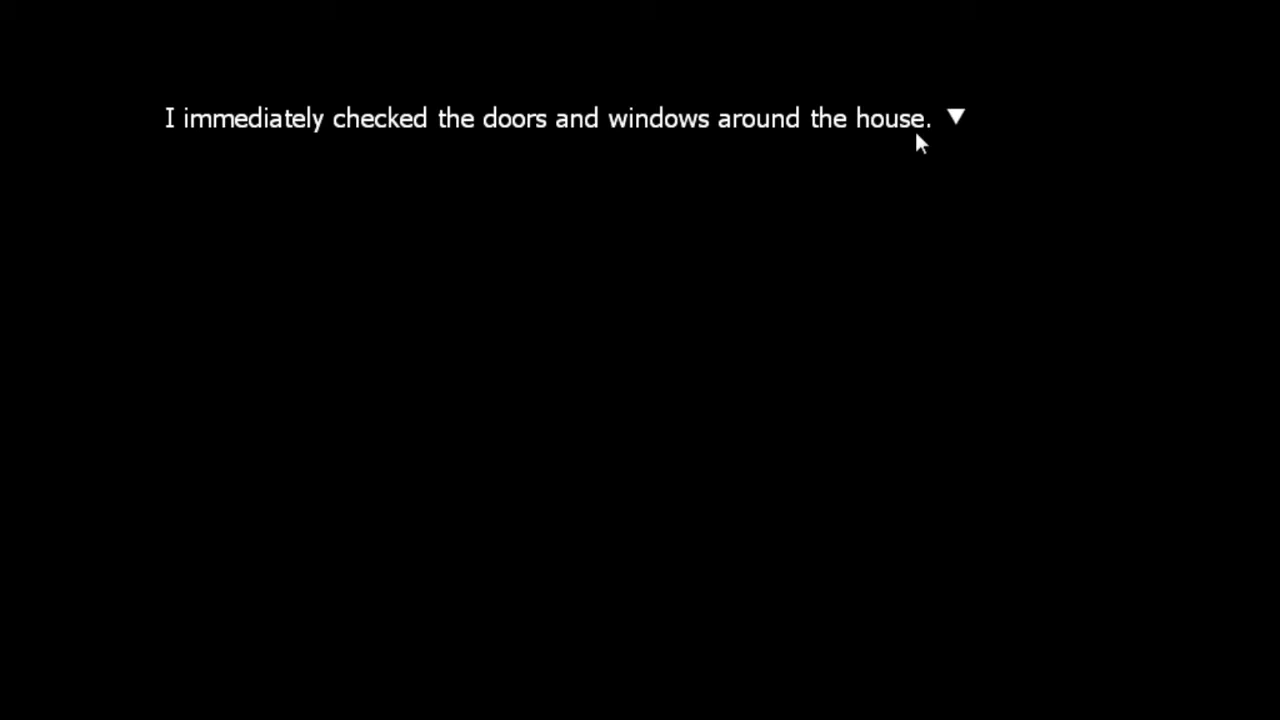 I immediately checked the doors and windows around the house.